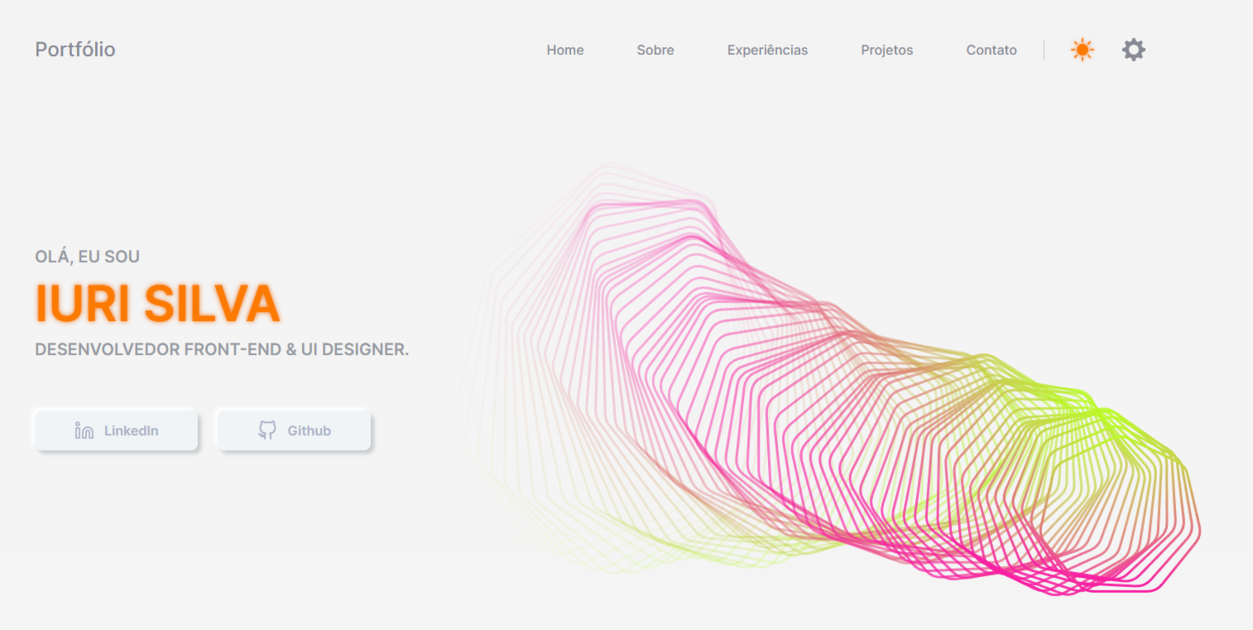 Portfólio
Home Sobre Experiências Projetos Contato
OLÁ, EU SOU
IURI SILVA
DESENVOLVEDOR FRONT-END & UI DESIGNER.
LinkedIn Github